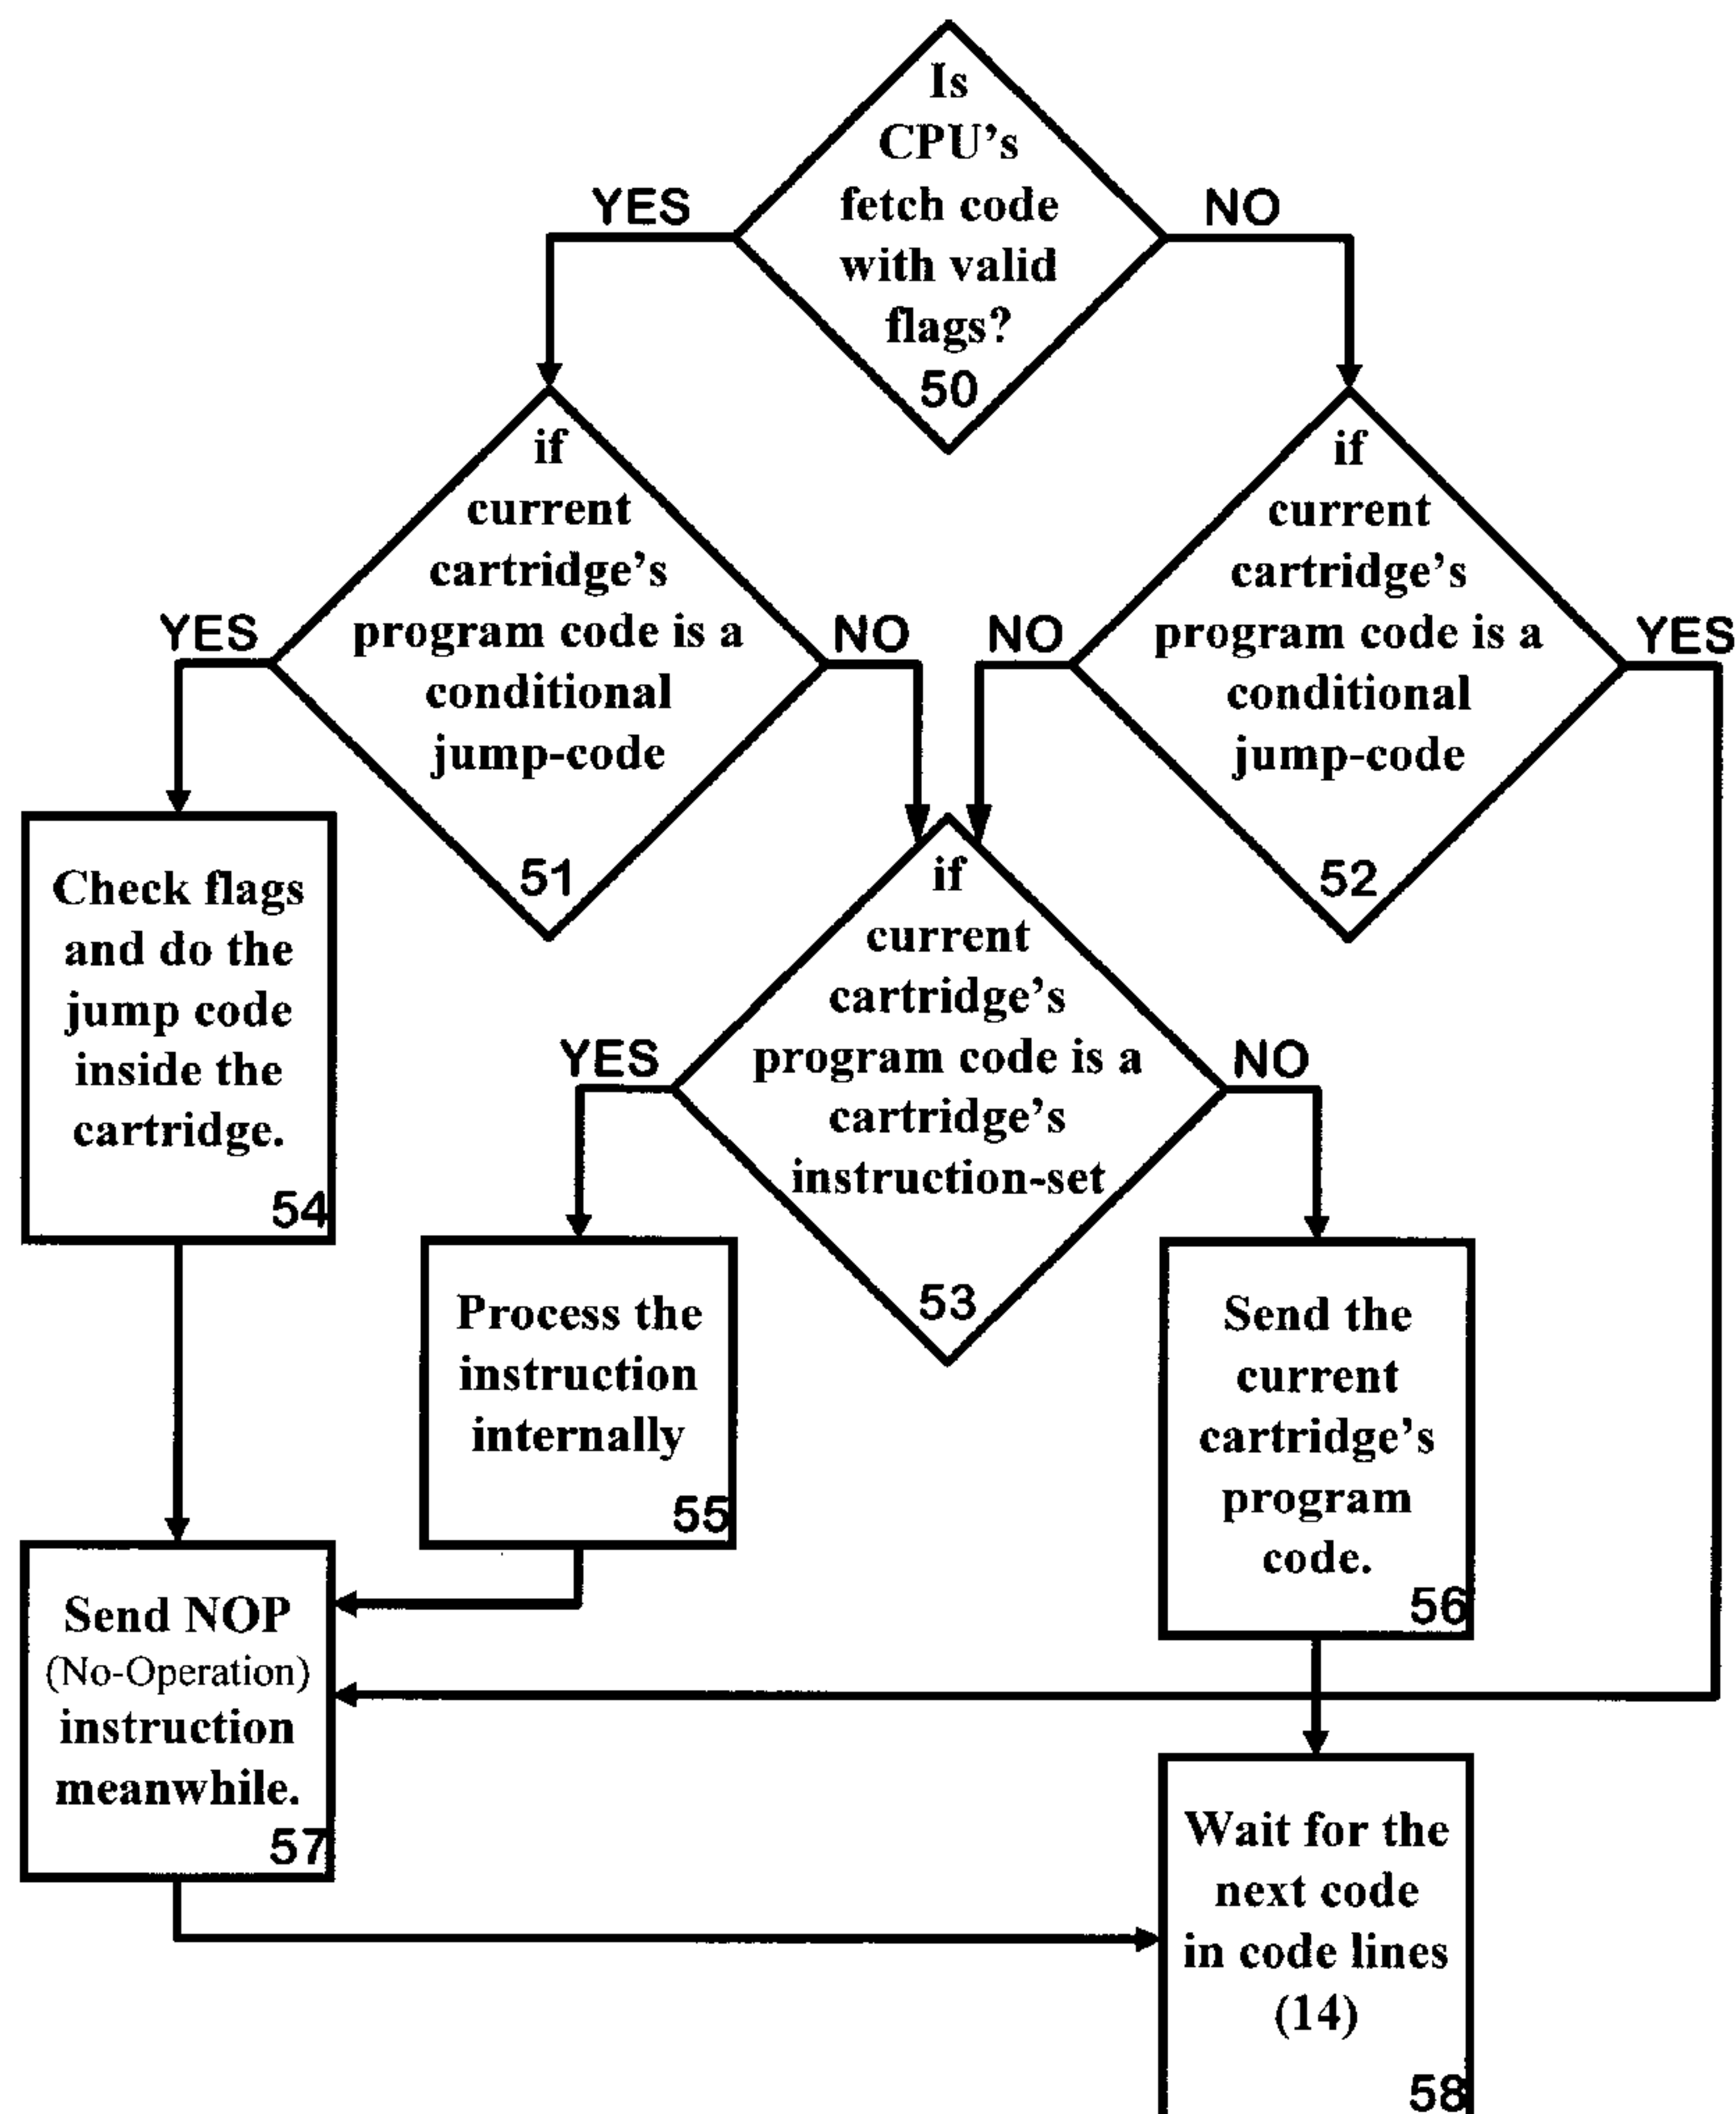 Is
CPU's
fetch code
with valid
flags?
50
YES
NO
if
current
cartridge's
program code is a
conditional
jump-code
51
YES
NO
if
current
cartridge's
program code is a
conditional
jump-code
52
NO
YES
Check flags
and do the
jump code
inside the
cartridge.
54
if
current
cartridge's
program code is a
cartridge's
instruction-set
53
YES
NO
Process the
instruction
internally
55
Send the
current
cartridge's
program
code.
56
Send NOP
(No-Operation)
instruction
meanwhile.
57
Wait for the
next code
in code lines
(14)
58